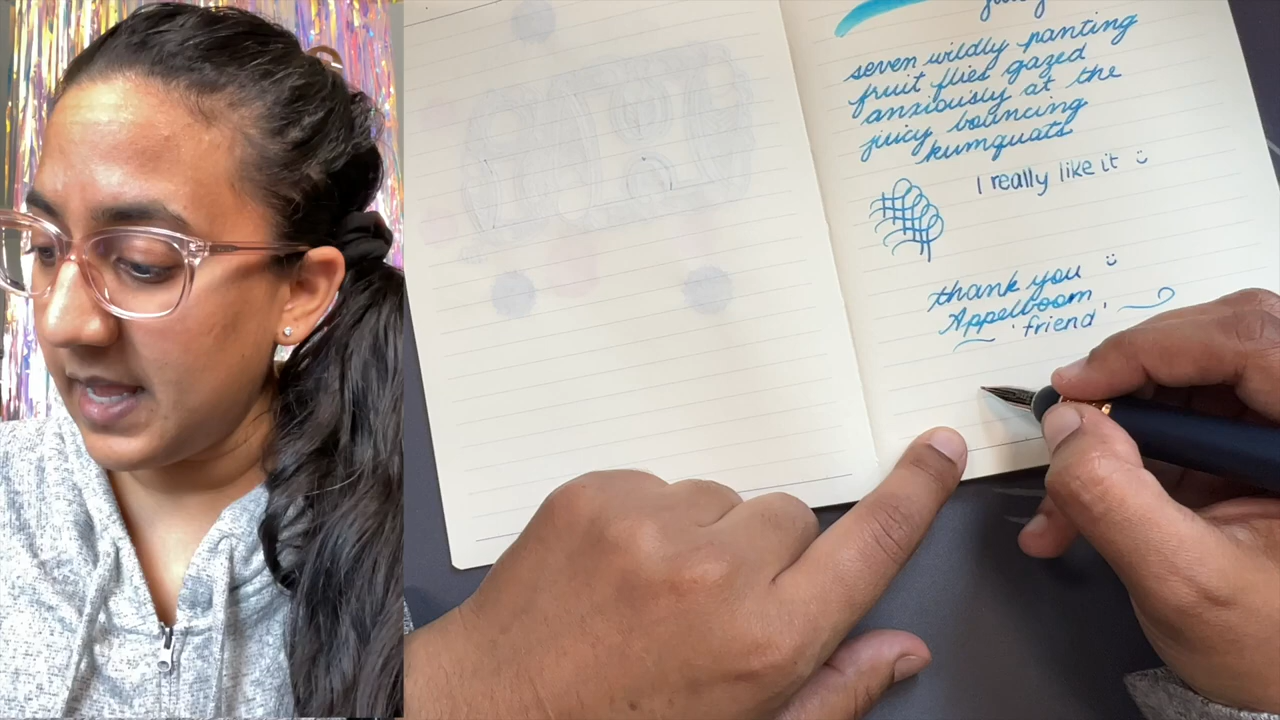 seven wildly panting
fruit flies gazed
anxiously at the
juicy bouncing
kumquats
I really like it :)
thank you :)
Appelboom
'friend'